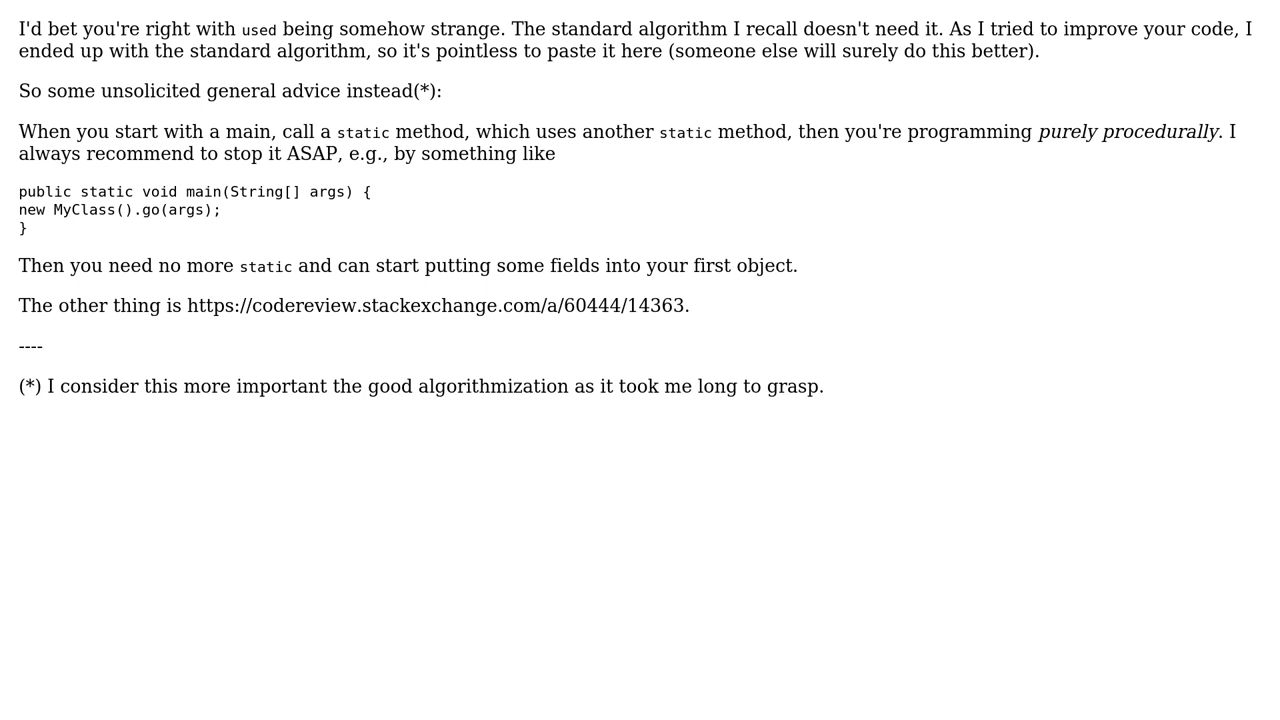 I'd bet you're right with used being somehow strange. The standard algorithm I recall doesn't need it. As I tried to improve your code, I
ended up with the standard algorithm, so it's pointless to paste it here (someone else will surely do this better).
So some unsolicited general advice instead(*):
When you start with a main, call a static method, which uses another static method, then you're programming purely procedurally. I
always recommend to stop it ASAP, e.g., by something like
public static void main(String[] args) {
new MyClass().go(args);
}
Then you need no more static and can start putting some fields into your first object.
The other thing is https://codereview.stackexchange.com/a/60444/14363.
----
(*) I consider this more important the good algorithmization as it took me long to grasp.